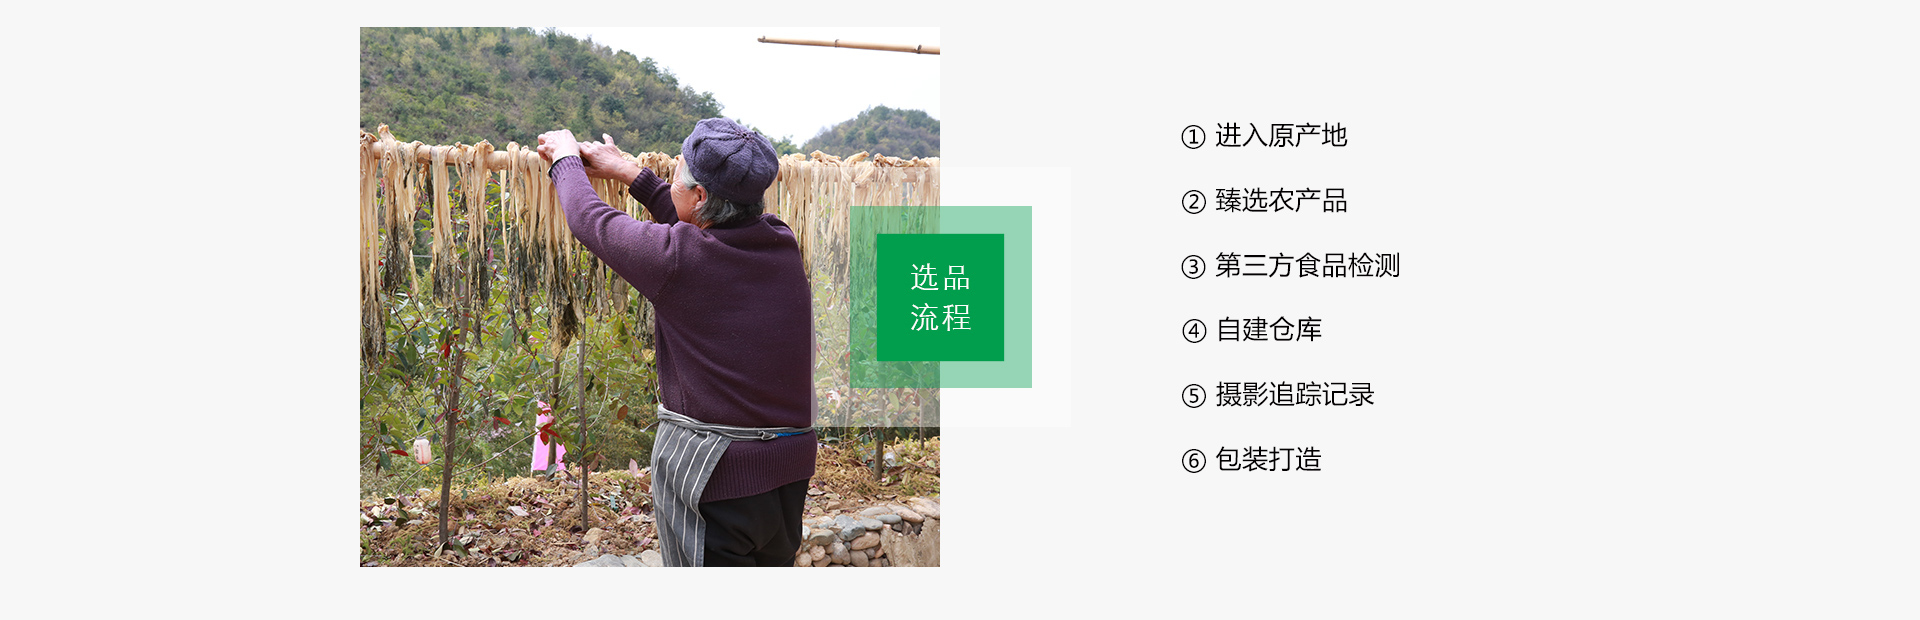 选品
流程
① 进入原产地
② 臻选农产品
③ 第三方食品检测
④ 自建仓库
⑤ 摄影追踪记录
⑥ 包装打造